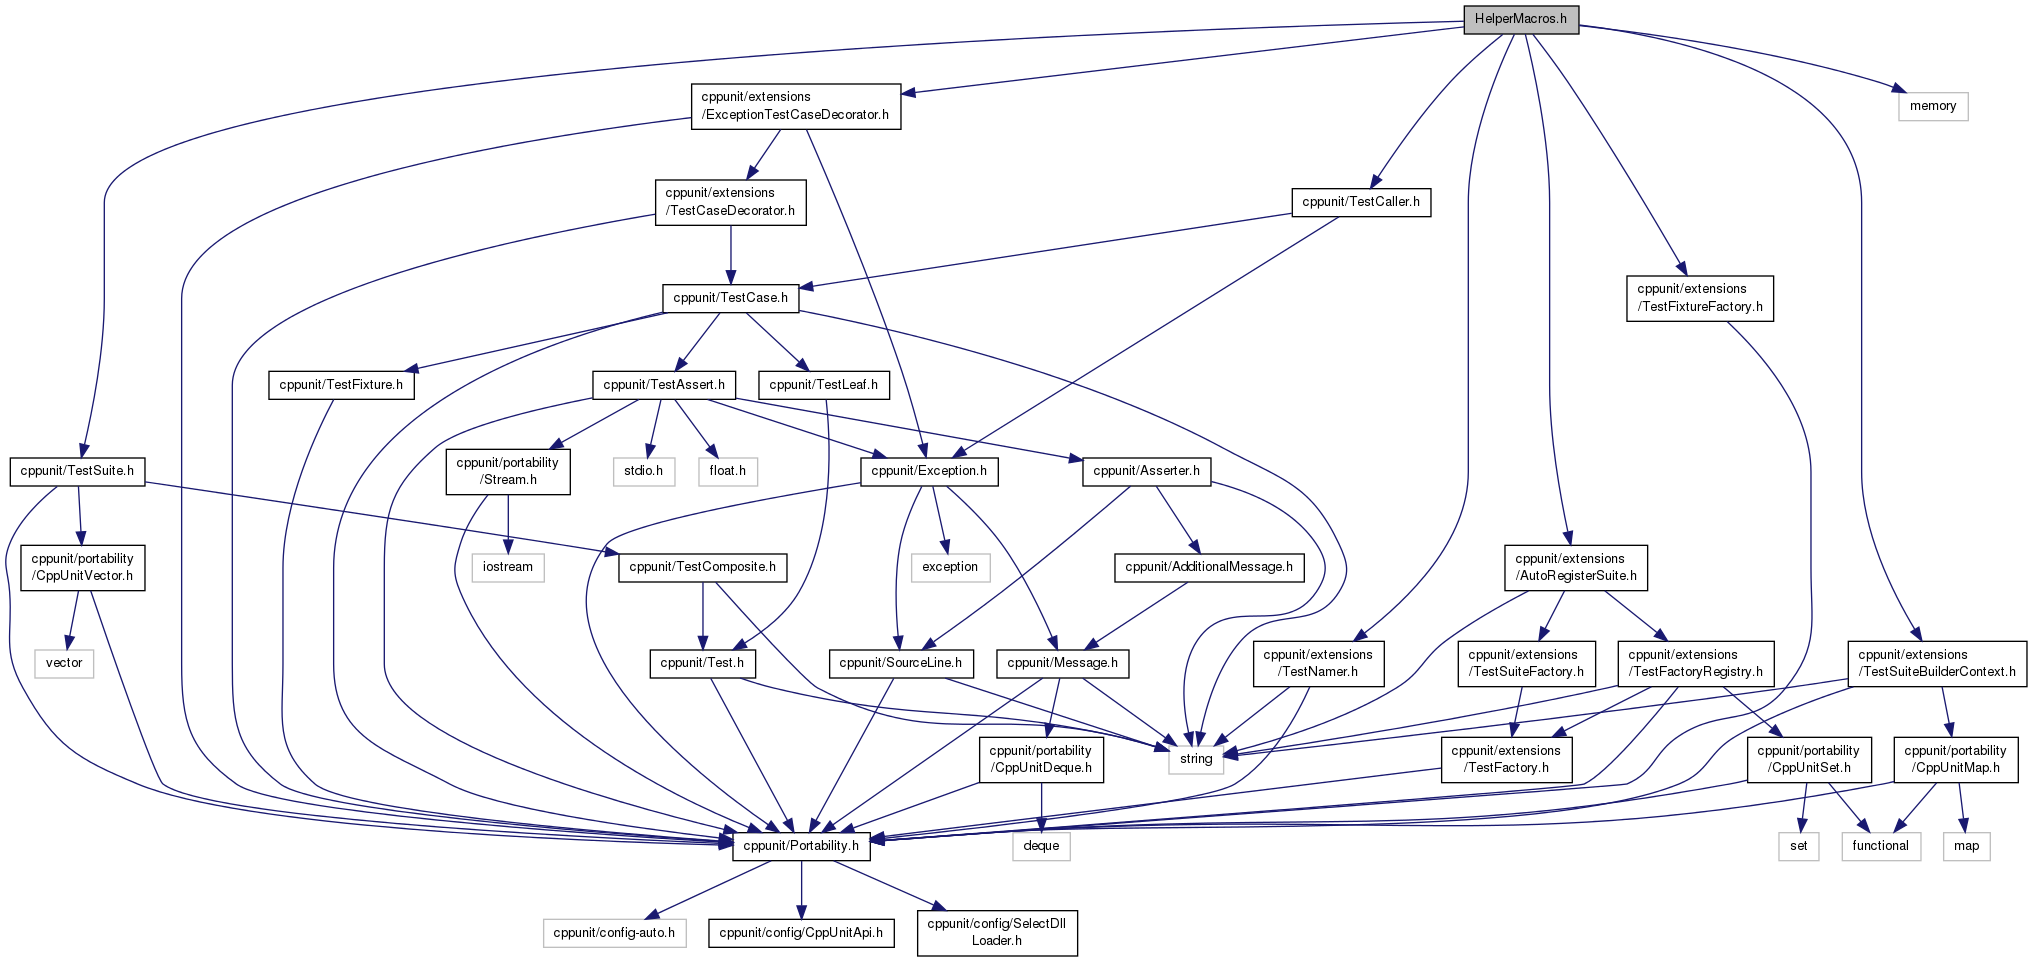 HelperMacros.h
cppunit/extensions
/ExceptionTestCaseDecorator.h
memory
cppunit/extensions
/TestCaseDecorator.h
cppunit/TestCaller.h
cppunit/TestCase.h
cppunit/extensions
/TestFixtureFactory.h
cppunit/TestFixture.h
cppunit/TestAssert.h
cppunit/TestLeaf.h
cppunit/TestSuite.h
cppunit/portability
/Stream.h
stdio.h
float.h
cppunit/Exception.h
cppunit/Asserter.h
cppunit/portability
/CppUnitVector.h
iostream
cppunit/TestComposite.h
exception
cppunit/AdditionalMessage.h
cppunit/extensions
/AutoRegisterSuite.h
vector
cppunit/Test.h
cppunit/SourceLine.h
cppunit/Message.h
cppunit/extensions
/TestNamer.h
cppunit/extensions
/TestSuiteFactory.h
cppunit/extensions
/TestFactoryRegistry.h
cppunit/extensions
/TestSuiteBuilderContext.h
cppunit/portability
/CppUnitDeque.h
string
cppunit/extensions
/TestFactory.h
cppunit/portability
/CppUnitSet.h
cppunit/portability
/CppUnitMap.h
cppunit/Portability.h
deque
set
functional
map
cppunit/config-auto.h
cppunit/config/CppUnitApi.h
cppunit/config/SelectDll
Loader.h